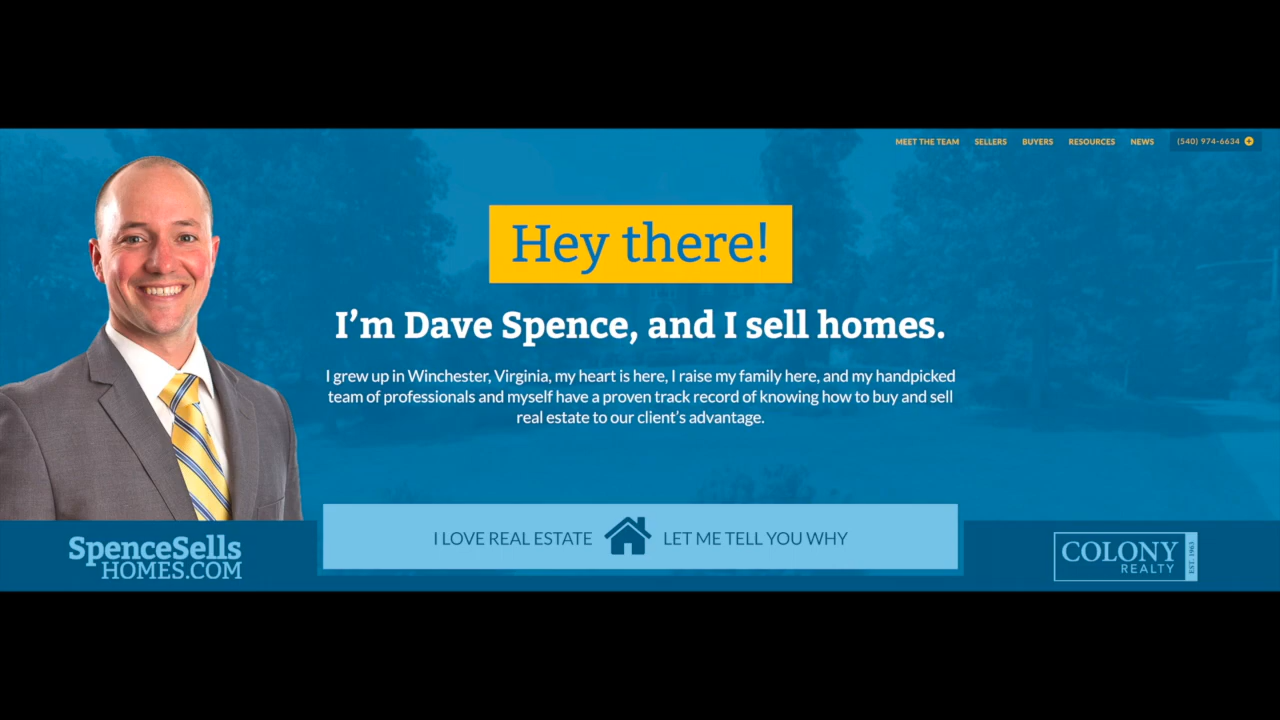 MEET THE TEAM SELLERS BUYERS RESOURCES NEWS (540) 974-6634
Hey there!
I’m Dave Spence, and I sell homes.
I grew up in Winchester, Virginia, my heart is here, I raise my family here, and my handpicked
team of professionals and myself have a proven track record of knowing how to buy and sell
real estate to our client’s advantage.
I LOVE REAL ESTATE LET ME TELL YOU WHY
SpenceSells
HOMES.COM
COLONY
REALTY
EST. 1963